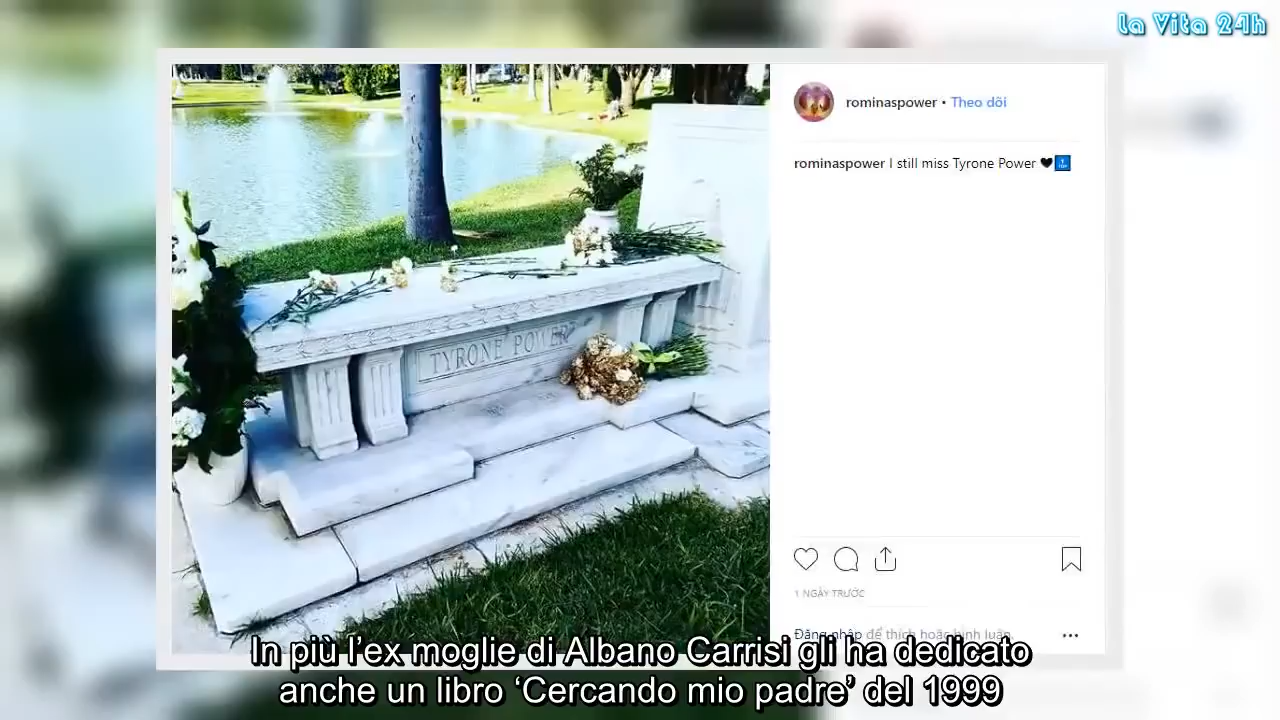 La Vita 24h
rominaspower • Theo dõi
rominaspower I still miss Tyrone Power 🖤🔝
TYRONE POWER
1 NGÀY TRƯỚC
Đăng nhập để thích hoặc bình luận.
In più l’ex moglie di Albano Carrisi gli ha dedicato
anche un libro ‘Cercando mio padre’ del 1999